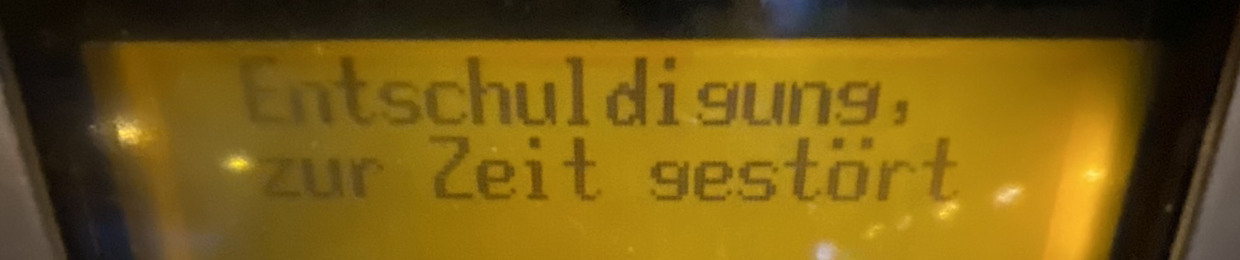 Entschuldigung,
zur Zeit gestört